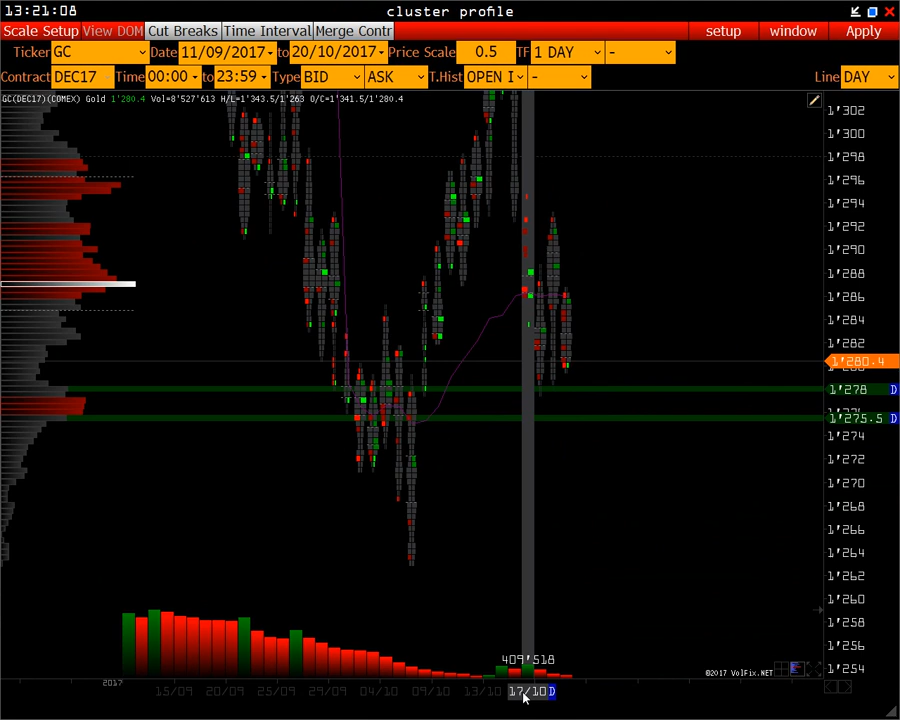 13:21:08 cluster profile
Scale Setup View DOM Cut Breaks Time Interval Merge Contr setup window Apply
Ticker GC Date 11/09/2017 to 20/10/2017 Price Scale 0.5 TF 1 DAY -
Contract DEC17 Time 00:00 to 23:59 Type BID ASK T.Hist OPEN I - Line DAY
GC(DEC17)(COMEX) Gold 1'280.4 Vol=8'527'613 H/L=1'343.5/1'263 O/C=1'341.5/1'280.4
1'302
1'300
1'298
1'296
1'294
1'292
1'290
1'288
1'286
1'284
1'282
1'280.4
1'278 D
1'275.5 D
1'274
1'272
1'270
1'268
1'266
1'264
1'262
1'260
1'258
1'256
1'254
409'518
©2017 VolFix.NET
2017
15/09 20/09 25/09 29/09 04/10 09/10 13/10 17/10 D